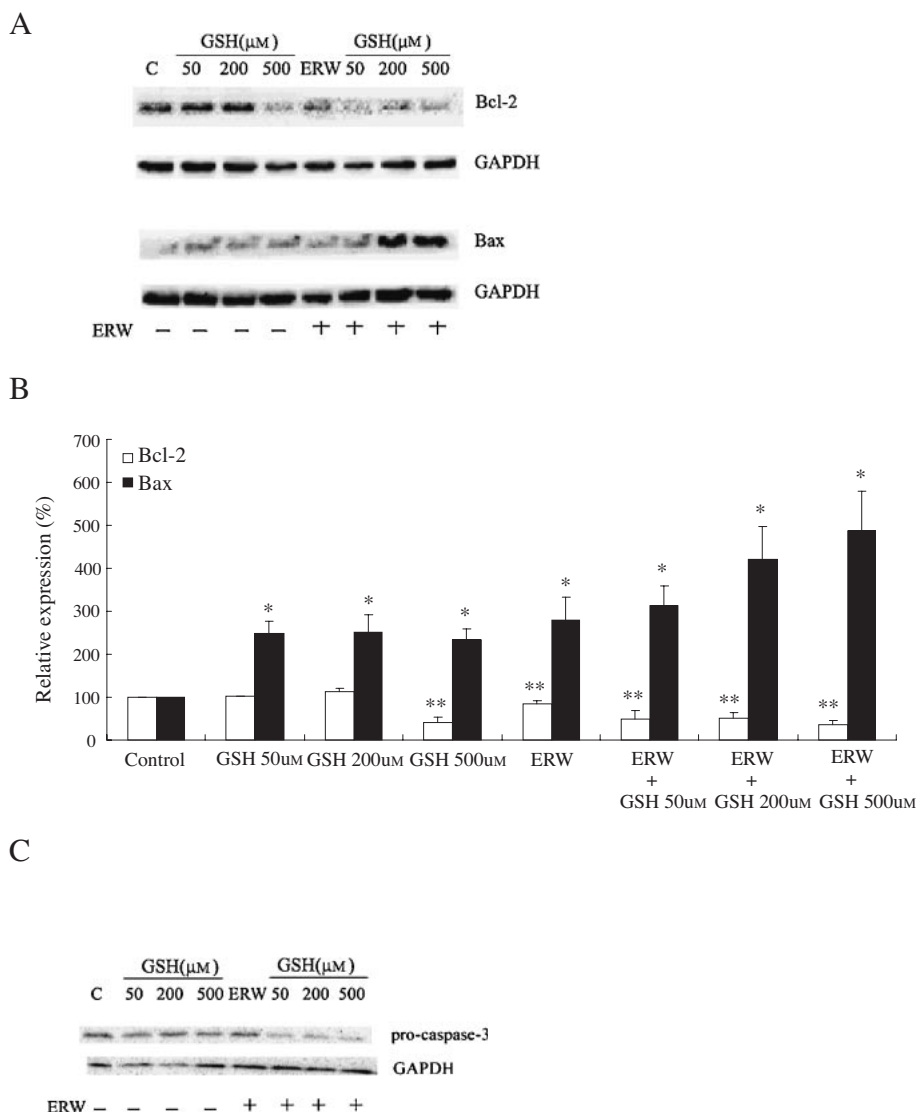 A
GSH(μM) GSH(μM)
C 50 200 500 ERW 50 200 500
Bcl-2
GAPDH
Bax
GAPDH
ERW − − − − + + + +
B
700
600
500
400
300
200
100
0
Relative expression (%)
Bcl-2
Bax
* * * * * * *
** ** ** ** **
Control GSH 50uM GSH 200uM GSH 500uM ERW ERW + GSH 50uM ERW + GSH 200uM ERW + GSH 500uM
C
GSH(μM) GSH(μM)
C 50 200 500 ERW 50 200 500
pro-caspase-3
GAPDH
ERW − − − − + + + +